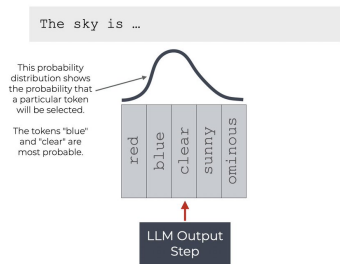 The sky is …
This probability
distribution shows
the probability that
a particular token
will be selected.
The tokens "blue"
and "clear" are
most probable.
red
blue
clear
sunny
ominous
LLM Output
Step